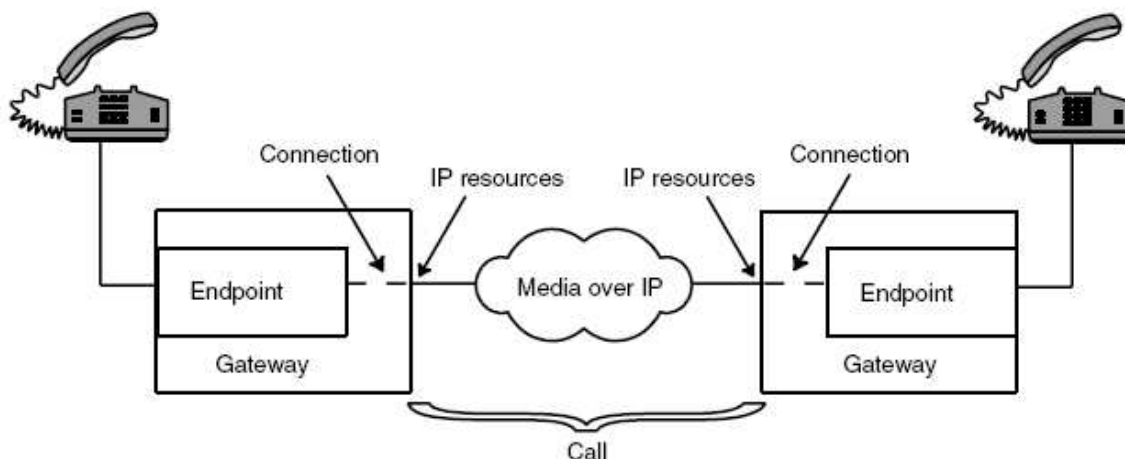 Connection
IP resources
IP resources
Connection
Endpoint
Media over IP
Endpoint
Gateway
Gateway
Call